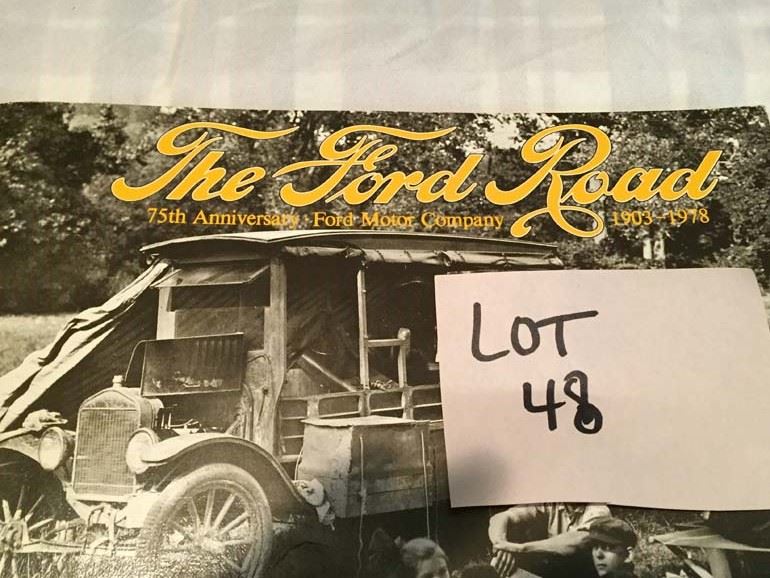 The Ford Road
75th Anniversary · Ford Motor Company 1903-1978
LOT
48